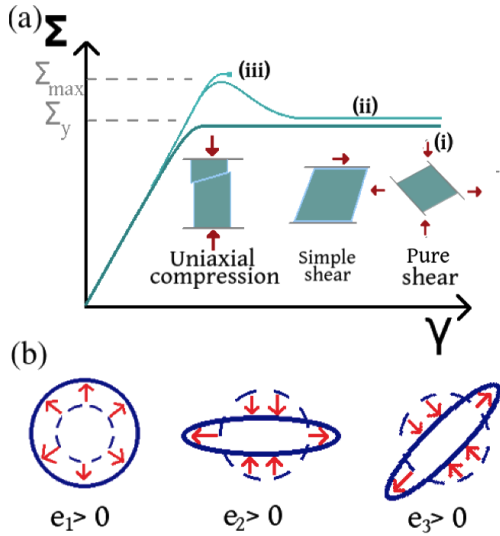 (a)
Σ
Σmax
Σy
(iii)
(ii)
(i)
Uniaxial
compression
Simple
shear
Pure
shear
γ
(b)
e₁> 0
e₂> 0
e₃> 0